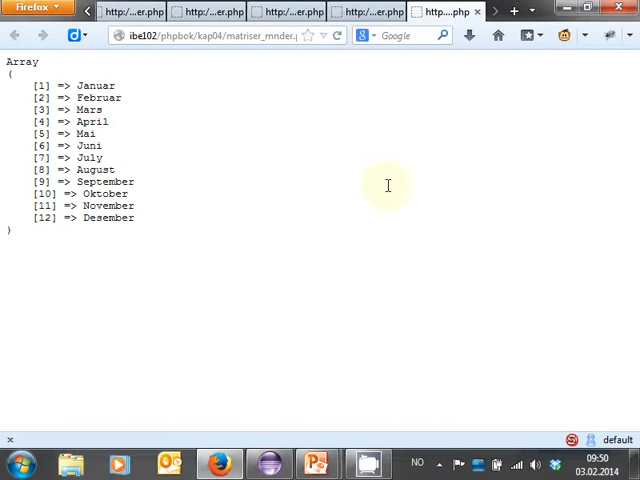 Firefox
http:/...er.php
http:/...er.php
http:/...er.php
http:/...er.php
http....php
ibe102/phpbok/kap04/matriser_mnder.
Google
Array
(
[1] => Januar
[2] => Februar
[3] => Mars
[4] => April
[5] => Mai
[6] => Juni
[7] => July
[8] => August
[9] => September
[10] => Oktober
[11] => November
[12] => Desember
)
default
NO
09:50
03.02.2014